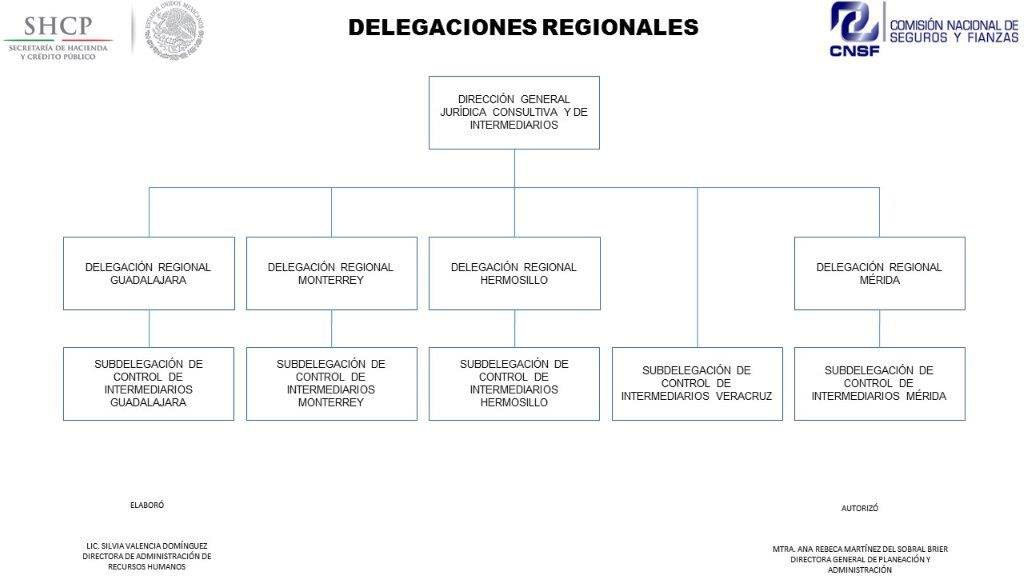 SHCP
SECRETARÍA DE HACIENDA
Y CRÉDITO PÚBLICO
ESTADOS UNIDOS MEXICANOS
DELEGACIONES REGIONALES
CNSF
COMISIÓN NACIONAL DE
SEGUROS Y FIANZAS
DIRECCIÓN GENERAL
JURÍDICA CONSULTIVA Y DE
INTERMEDIARIOS
DELEGACIÓN REGIONAL
GUADALAJARA
DELEGACIÓN REGIONAL
MONTERREY
DELEGACIÓN REGIONAL
HERMOSILLO
DELEGACIÓN REGIONAL
MÉRIDA
SUBDELEGACIÓN DE
CONTROL DE
INTERMEDIARIOS
GUADALAJARA
SUBDELEGACIÓN DE
CONTROL DE
INTERMEDIARIOS
MONTERREY
SUBDELEGACIÓN DE
CONTROL DE
INTERMEDIARIOS
HERMOSILLO
SUBDELEGACIÓN DE
CONTROL DE
INTERMEDIARIOS VERACRUZ
SUBDELEGACIÓN DE
CONTROL DE
INTERMEDIARIOS MÉRIDA
ELABORÓ
LIC. SILVIA VALENCIA DOMÍNGUEZ
DIRECTORA DE ADMINISTRACIÓN DE
RECURSOS HUMANOS
AUTORIZÓ
MTRA. ANA REBECA MARTÍNEZ DEL SOBRAL BRIER
DIRECTORA GENERAL DE PLANEACIÓN Y
ADMINISTRACIÓN